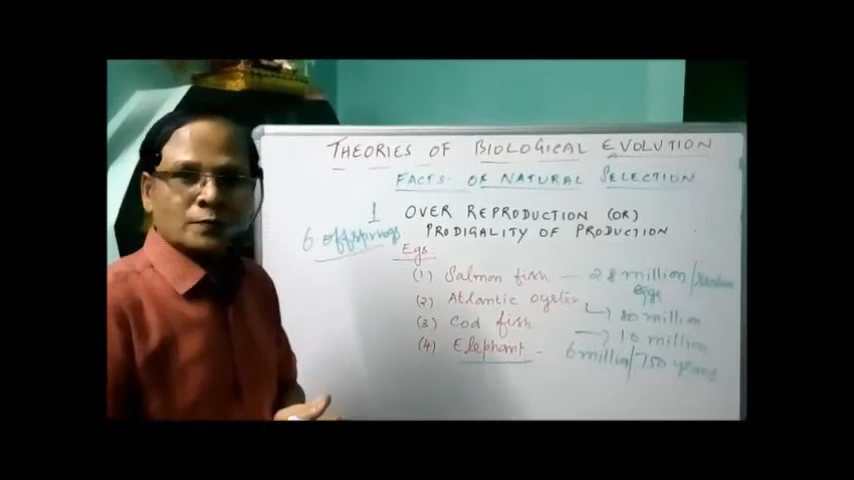 THEORIES OF BIOLOGICAL EVOLUTION
FACTS OF NATURAL SELECTION
1 OVER REPRODUCTION (OR)
6 offsprings PRODIGALITY OF PRODUCTION
Egs:
(1) Salmon fish — 28 million / Season
eggs
(2) Atlantic oyster
80 million
(3) Cod fish
10 million
(4) Elephant - 6 million / 750 years